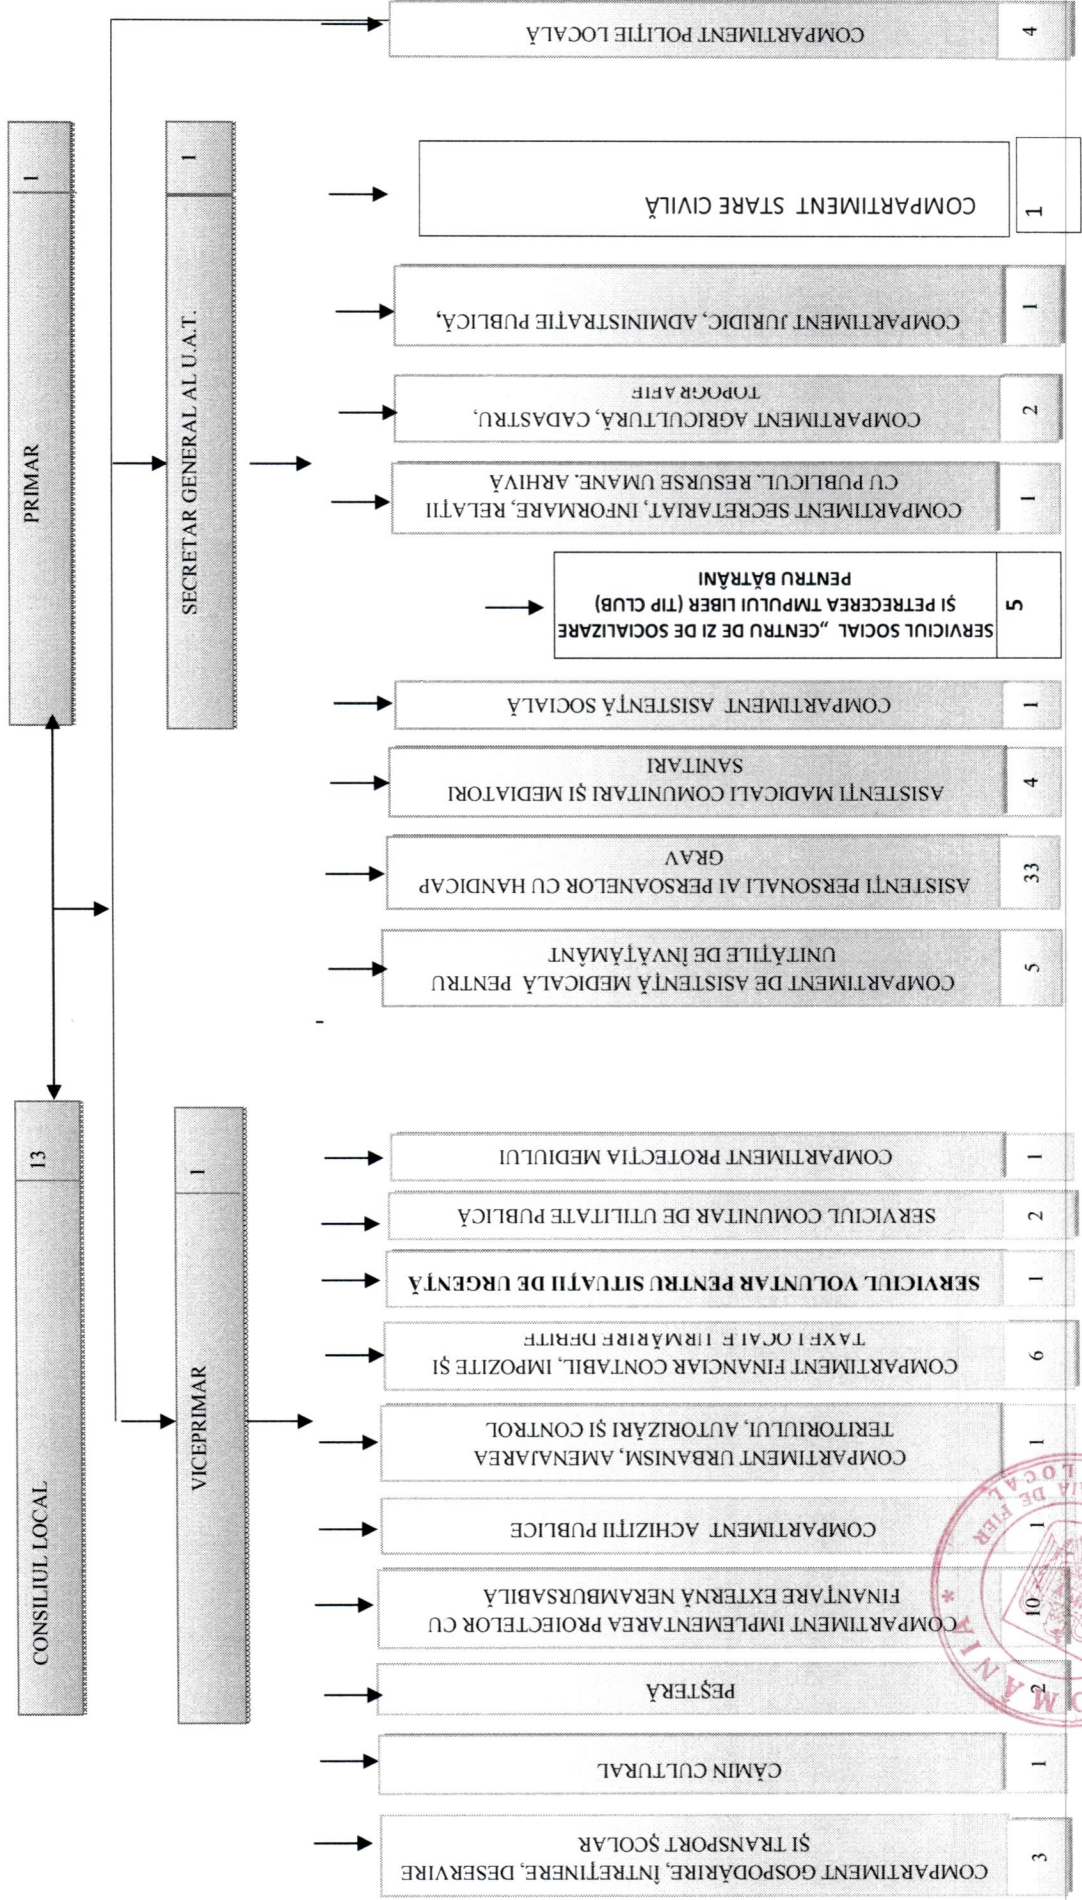 CONSILIUL LOCAL
13
PRIMAR
1
VICEPRIMAR
1
SECRETAR GENERAL AL U.A.T.
1
COMPARTIMENT GOSPODĂRIRE, ÎNTREŢINERE, DESERVIRE
ŞI TRANSPORT ŞCOLAR
3
CĂMIN CULTURAL
1
PEŞTERĂ
2
COMPARTIMENT IMPLEMENTAREA PROIECTELOR CU
FINANŢARE EXTERNĂ NERAMBURSABILĂ
10
COMPARTIMENT ACHIZIŢII PUBLICE
1
COMPARTIMENT URBANISM, AMENAJAREA
TERITORIULUI, AUTORIZĂRI ŞI CONTROL
1
COMPARTIMENT FINANCIAR CONTABIL, IMPOZITE ŞI
TAXE LOCALE URMĂRIRE DEBITE
6
SERVICIUL VOLUNTAR PENTRU SITUAŢII DE URGENŢĂ
1
SERVICIUL COMUNITAR DE UTILITATE PUBLICĂ
2
COMPARTIMENT PROTECŢIA MEDIULUI
1
-
COMPARTIMENT DE ASISTENŢĂ MEDICALĂ PENTRU
UNITĂŢILE DE ÎNVĂŢĂMÂNT
5
ASISTENŢI PERSONALI AI PERSOANELOR CU HANDICAP
GRAV
33
ASISTENŢI MADICALI COMUNITARI ŞI MEDIATORI
SANITARI
4
COMPARTIMENT ASISTENŢĂ SOCIALĂ
1
SERVICIUL SOCIAL „CENTRU DE ZI DE SOCIALIZARE
ŞI PETRECEREA TMPULUI LIBER (TIP CLUB)
PENTRU BĂTRÂNI
5
COMPARTIMENT SECRETARIAT, INFORMARE, RELAŢII
CU PUBLICUL. RESURSE UMANE. ARHIVĂ
1
COMPARTIMENT AGRICULTURĂ, CADASTRU,
TOPOGRAFIE
2
COMPARTIMENT JURIDIC, ADMINISTRAŢIE PUBLICĂ,
1
COMPARTIMENT STARE CIVILĂ
1
COMPARTIMENT POLIŢIE LOCALĂ
4
DE FIER
LOCAL